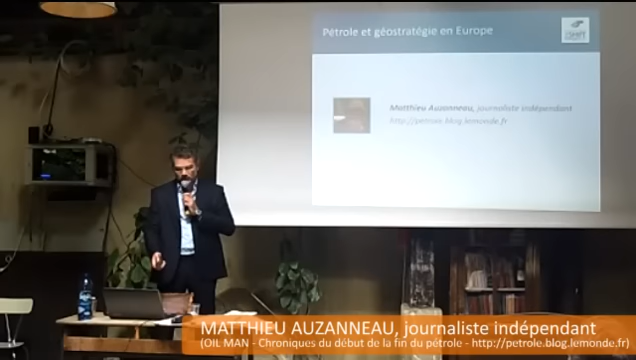 Pétrole et géostratégie en Europe
Matthieu Auzanneau, journaliste indépendant
http://petrole.blog.lemonde.fr
MATTHIEU AUZANNEAU, journaliste indépendant
(OIL MAN - Chroniques du début de la fin du pétrole - http://petrole.blog.lemonde.fr)